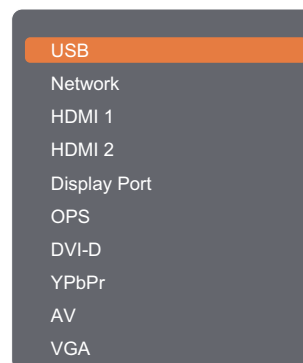 USB
Network
HDMI 1
HDMI 2
Display Port
OPS
DVI-D
YPbPr
AV
VGA